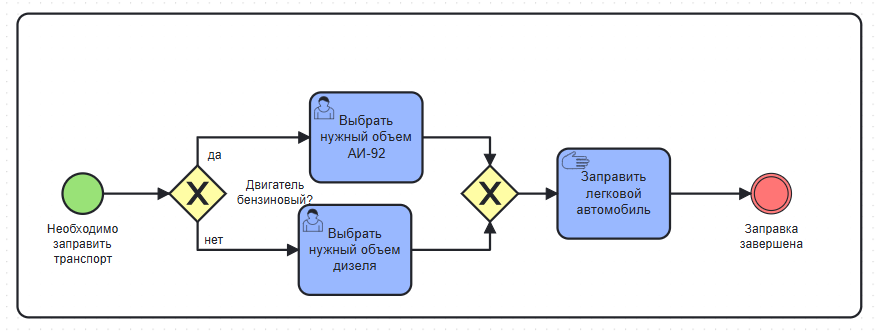 Необходимо
заправить
транспорт
да
нет
Двигатель
бензиновый?
Выбрать
нужный объем
АИ-92
Выбрать
нужный объем
дизеля
Заправить
легковой
автомобиль
Заправка
завершена